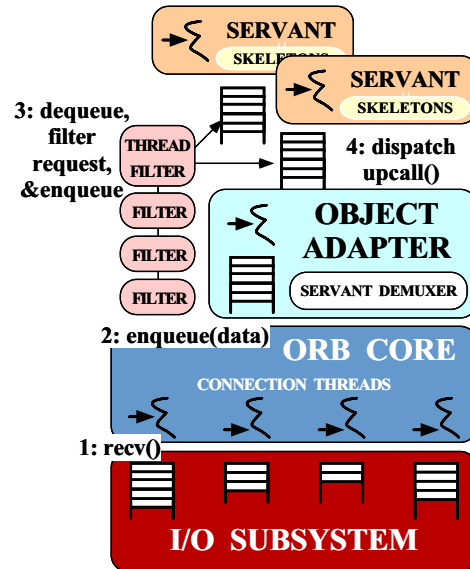 SERVANT
SKELETONS
SERVANT
SKELETONS
3: dequeue,
filter
request,
&enqueue
THREAD
FILTER
FILTER
FILTER
FILTER
4: dispatch
upcall()
OBJECT
ADAPTER
SERVANT DEMUXER
2: enqueue(data)
ORB CORE
CONNECTION THREADS
1: recv()
I/O SUBSYSTEM